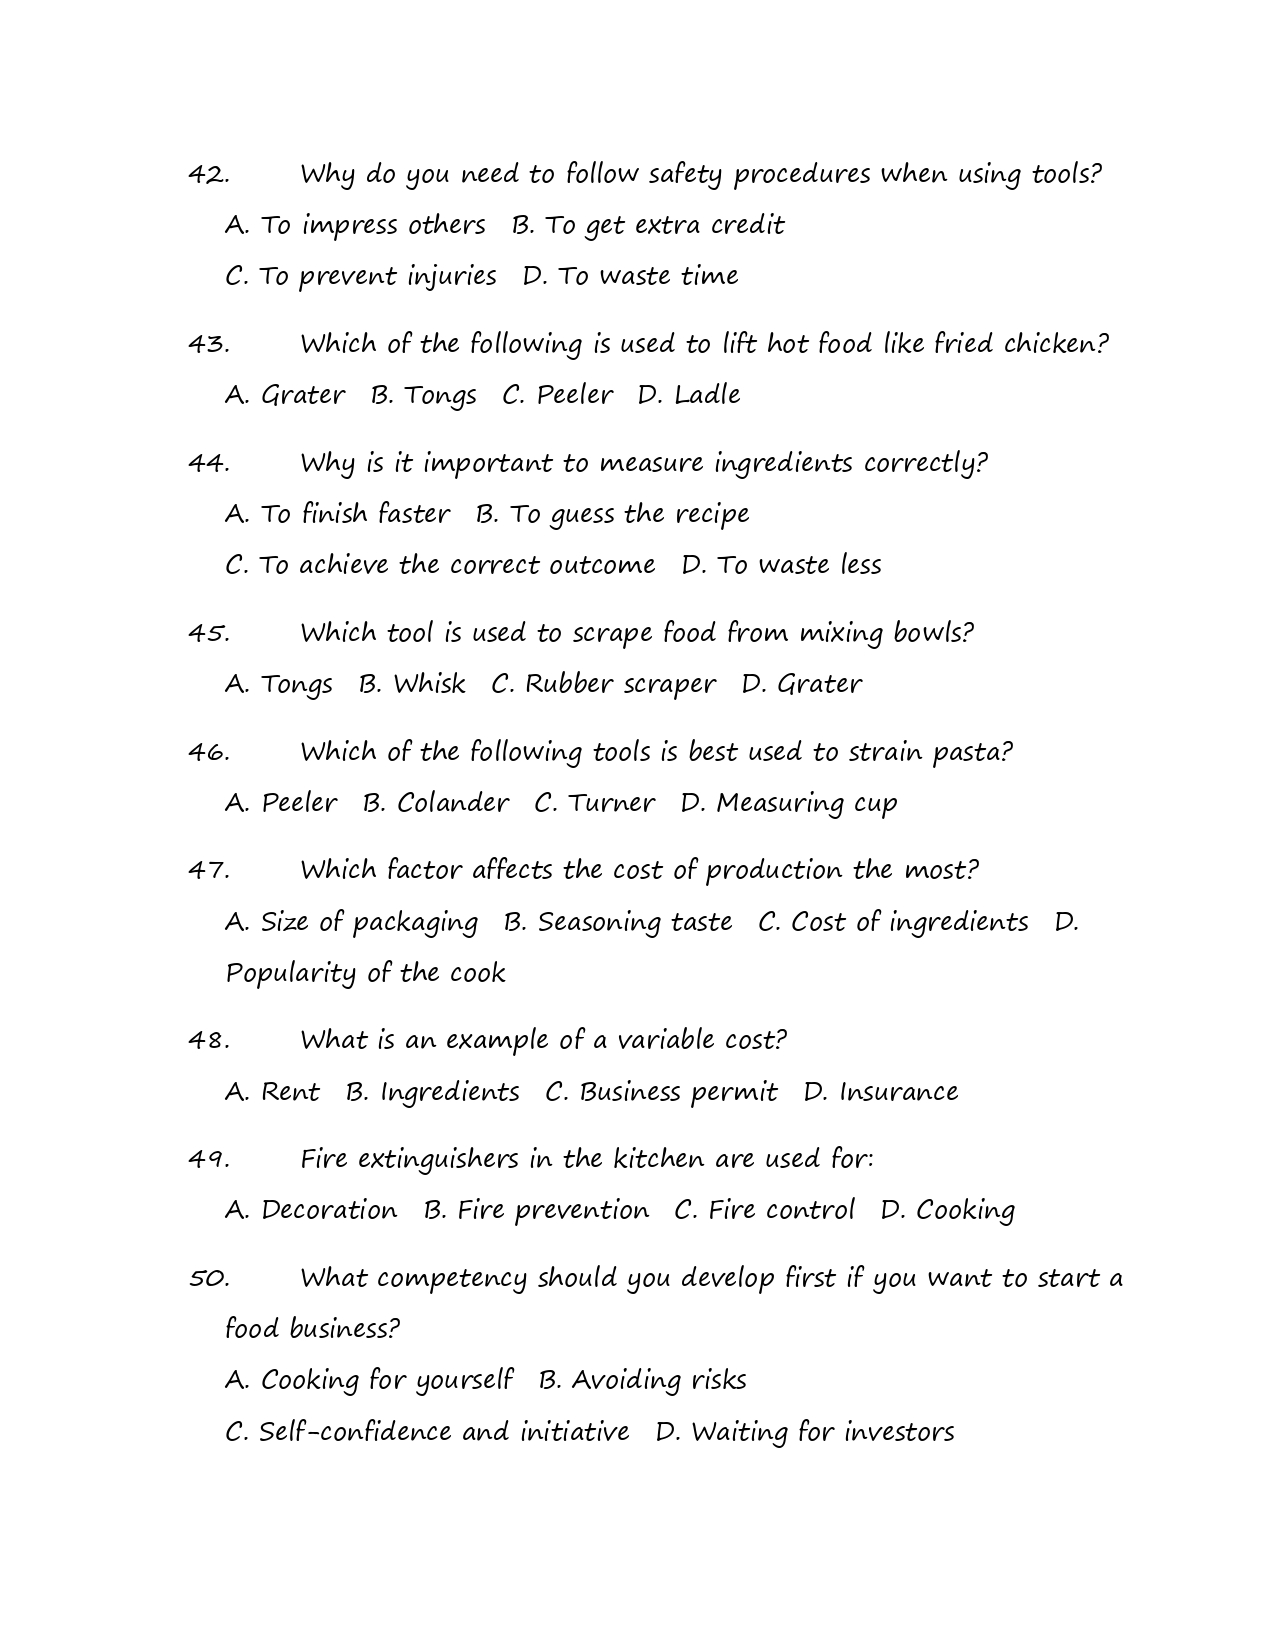 42. Why do you need to follow safety procedures when using tools?
A. To impress others B. To get extra credit
C. To prevent injuries D. To waste time
43. Which of the following is used to lift hot food like fried chicken?
A. Grater B. Tongs C. Peeler D. Ladle
44. Why is it important to measure ingredients correctly?
A. To finish faster B. To guess the recipe
C. To achieve the correct outcome D. To waste less
45. Which tool is used to scrape food from mixing bowls?
A. Tongs B. Whisk C. Rubber scraper D. Grater
46. Which of the following tools is best used to strain pasta?
A. Peeler B. Colander C. Turner D. Measuring cup
47. Which factor affects the cost of production the most?
A. Size of packaging B. Seasoning taste C. Cost of ingredients D.
Popularity of the cook
48. What is an example of a variable cost?
A. Rent B. Ingredients C. Business permit D. Insurance
49. Fire extinguishers in the kitchen are used for:
A. Decoration B. Fire prevention C. Fire control D. Cooking
50. What competency should you develop first if you want to start a
food business?
A. Cooking for yourself B. Avoiding risks
C. Self-confidence and initiative D. Waiting for investors